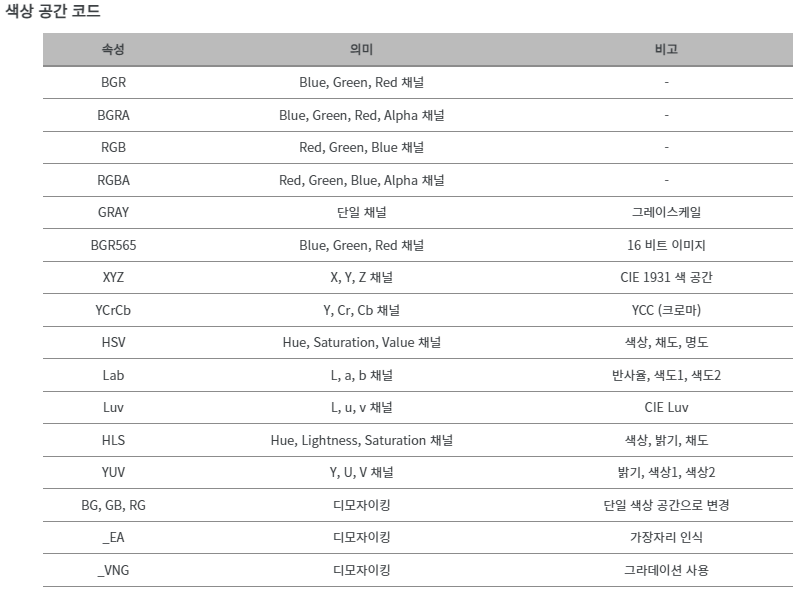 색상 공간 코드
속성 의미 비고
BGR Blue, Green, Red 채널 -
BGRA Blue, Green, Red, Alpha 채널 -
RGB Red, Green, Blue 채널 -
RGBA Red, Green, Blue, Alpha 채널 -
GRAY 단일 채널 그레이스케일
BGR565 Blue, Green, Red 채널 16 비트 이미지
XYZ X, Y, Z 채널 CIE 1931 색 공간
YCrCb Y, Cr, Cb 채널 YCC (크로마)
HSV Hue, Saturation, Value 채널 색상, 채도, 명도
Lab L, a, b 채널 반사율, 색도1, 색도2
Luv L, u, v 채널 CIE Luv
HLS Hue, Lightness, Saturation 채널 색상, 밝기, 채도
YUV Y, U, V 채널 밝기, 색상1, 색상2
BG, GB, RG 디모자이킹 단일 색상 공간으로 변경
_EA 디모자이킹 가장자리 인식
_VNG 디모자이킹 그라데이션 사용